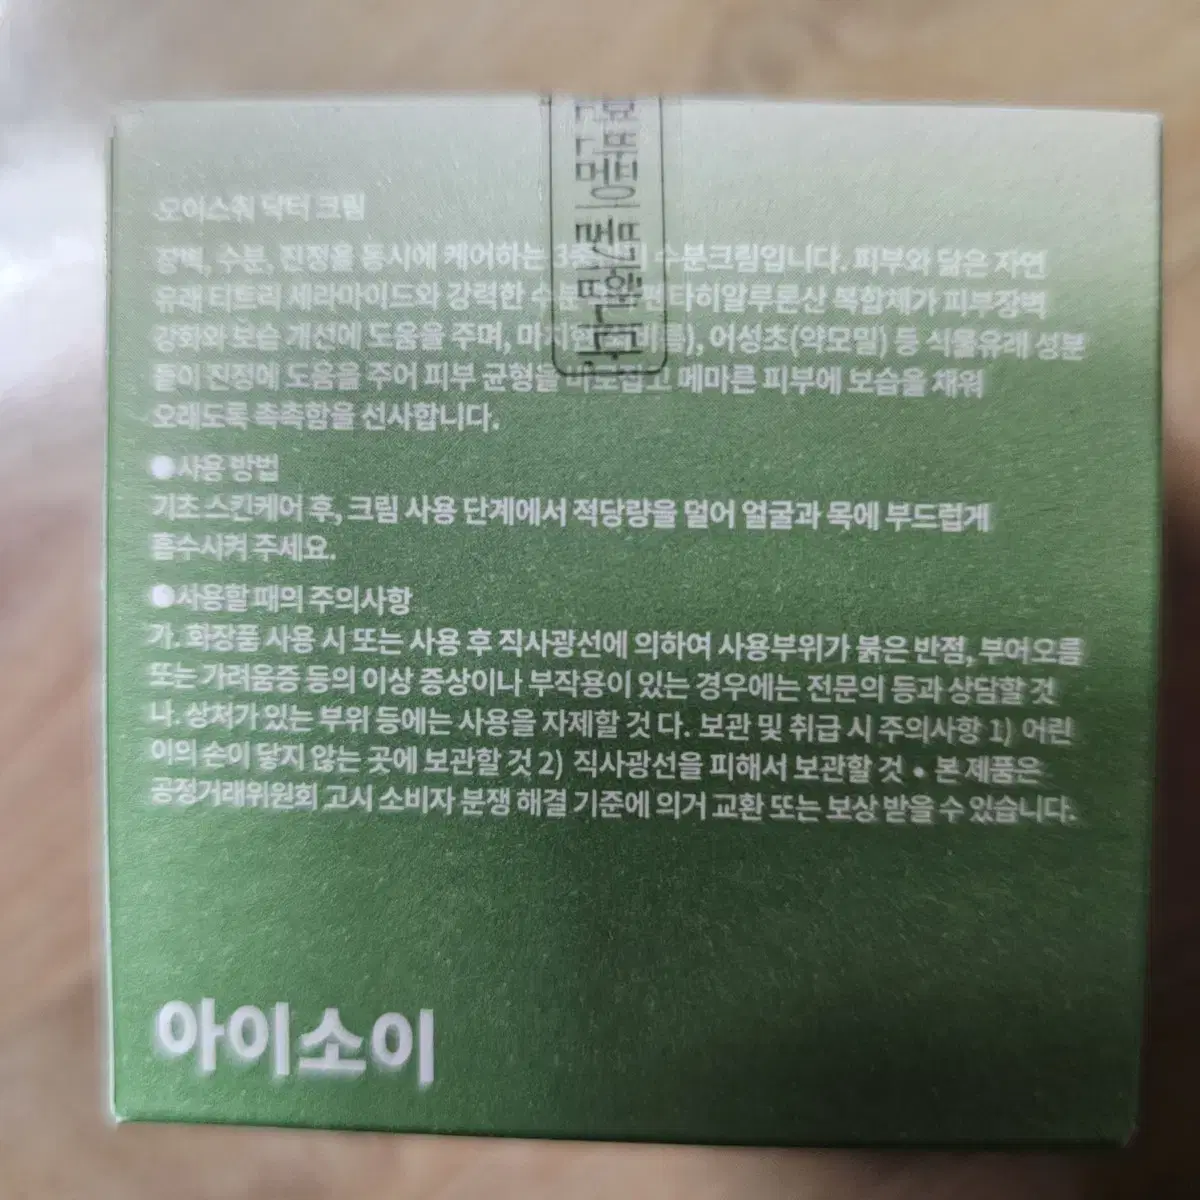 모이스춰 닥터 크림
장벽, 수분, 진정을 동시에 케어하는 수분크림입니다. 피부와 닮은 자연
유래 티트리 세라마이드와 강력한 펜타히알루론산 복합체가 피부장벽
강화와 보습 개선에 도움을 주며, 어성초(약모밀) 등 식물유래 성분
들이 진정에 도움을 주어 피부 균형을 메마른 피부에 보습을 채워
오래도록 촉촉함을 선사합니다.
●사용 방법
기초 스킨케어 후, 크림 사용 단계에서 적당량을 덜어 얼굴과 목에 부드럽게
흡수시켜 주세요.
●사용할 때의 주의사항
가. 화장품 사용 시 또는 사용 후 직사광선에 의하여 사용부위가 붉은 반점, 부어오름
또는 가려움증 등의 이상 증상이나 부작용이 있는 경우에는 전문의 등과 상담할 것
나. 상처가 있는 부위 등에는 사용을 자제할 것 다. 보관 및 취급 시 주의사항 1) 어린
이의 손이 닿지 않는 곳에 보관할 것 2) 직사광선을 피해서 보관할 것 • 본 제품은
공정거래위원회 고시 소비자 분쟁 해결 기준에 의거 교환 또는 보상 받을 수 있습니다.
아이소이